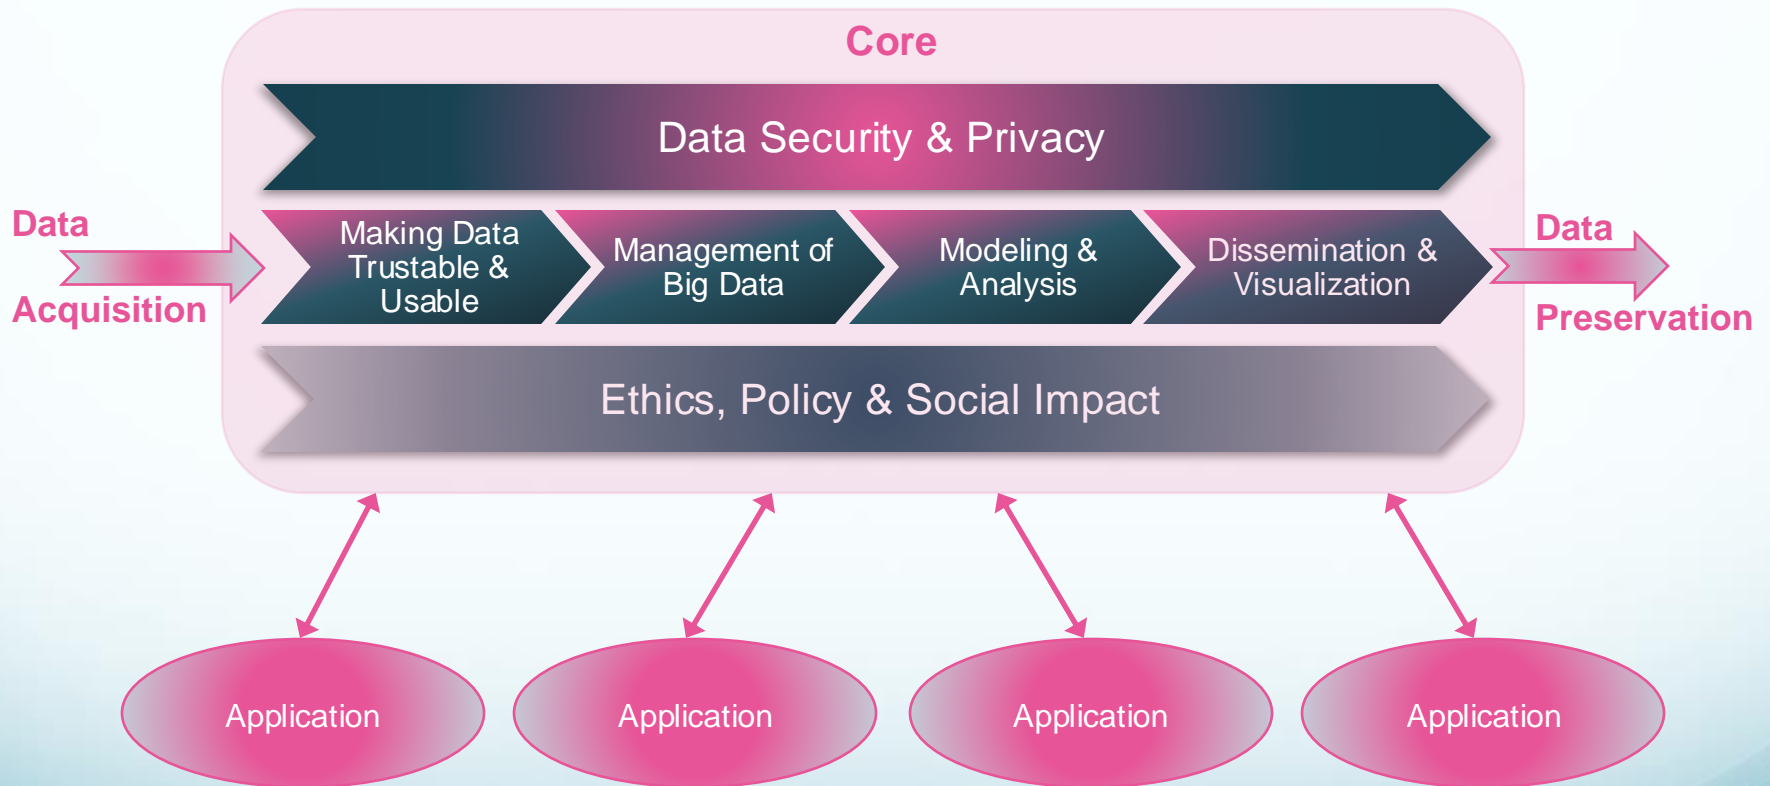 Core
Data Security & Privacy
Data
Acquisition
Making Data
Trustable &
Usable
Management of
Big Data
Modeling &
Analysis
Dissemination &
Visualization
Data
Preservation
Ethics, Policy & Social Impact
Application
Application
Application
Application